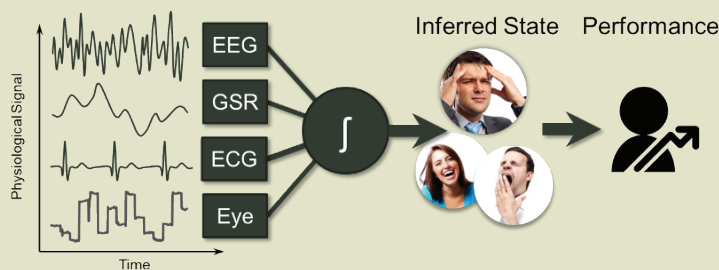 Inferred State
Performance
Physiological Signal
EEG
GSR
ECG
Eye
∫
Time